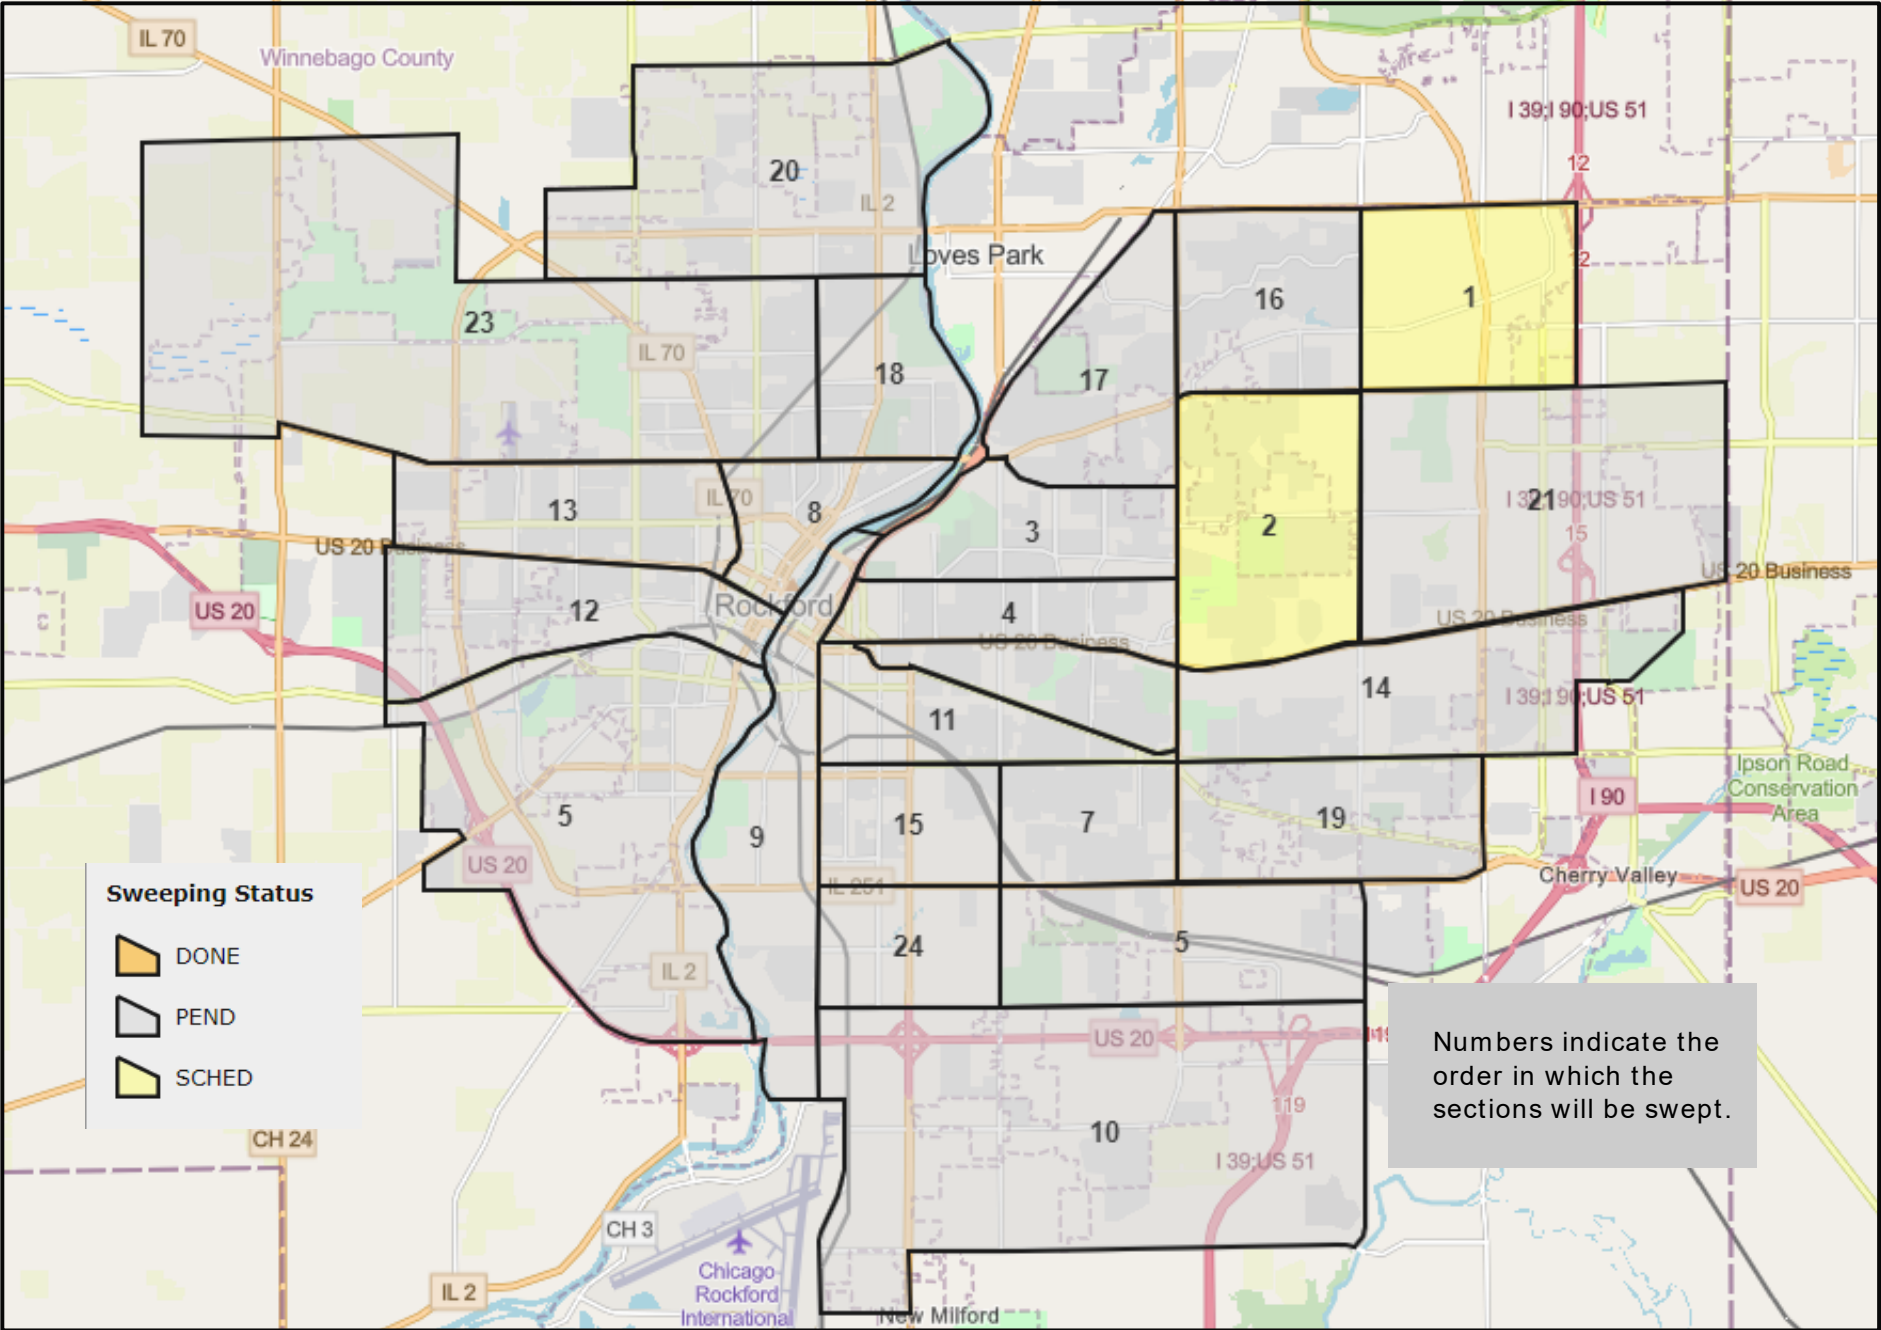 IL 70
Winnebago County
I 39;I 90;US 51
12
20
IL 2
Loves Park
12
16
1
23
IL 70
18
17
13
IL 70
8
3
2
I 39;I 90;US 51
21
15
US 20 Business
US 20 Business
US 20
12
Rockford
4
US 20 Business
US 20 Business
14
I 39;I 90;US 51
11
Ipson Road
Conservation
Area
I 90
5
9
15
7
19
US 20
IL 251
Cherry Valley
US 20
Sweeping Status
DONE
PEND
SCHED
24
5
IL 2
US 20
Numbers indicate the
order in which the
sections will be swept.
119
10
I 39;US 51
CH 24
CH 3
IL 2
Chicago
Rockford
International
New Milford